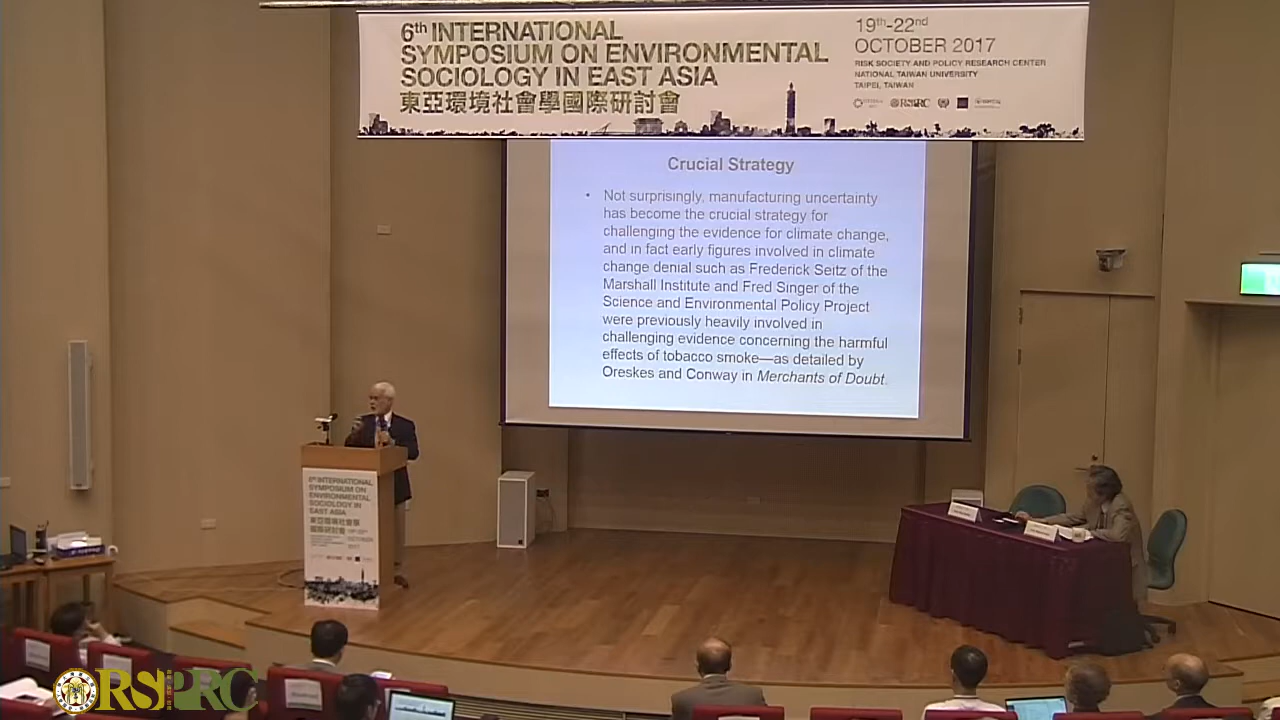 6th INTERNATIONAL
SYMPOSIUM ON ENVIRONMENTAL
SOCIOLOGY IN EAST ASIA
東亞環境社會學國際研討會
19th-22nd
OCTOBER 2017
RISK SOCIETY AND POLICY RESEARCH CENTER
NATIONAL TAIWAN UNIVERSITY
TAIPEI, TAIWAN
RSPRC
Crucial Strategy
• Not surprisingly, manufacturing uncertainty
has become the crucial strategy for
challenging the evidence for climate change,
and in fact early figures involved in climate
change denial such as Frederick Seitz of the
Marshall Institute and Fred Singer of the
Science and Environmental Policy Project
were previously heavily involved in
challenging evidence concerning the harmful
effects of tobacco smoke—as detailed by
Oreskes and Conway in Merchants of Doubt.
6th INTERNATIONAL
SYMPOSIUM ON
ENVIRONMENTAL
SOCIOLOGY IN
EAST ASIA
東亞環境社會學
國際研討會
OCTOBER
2017
RSPRC